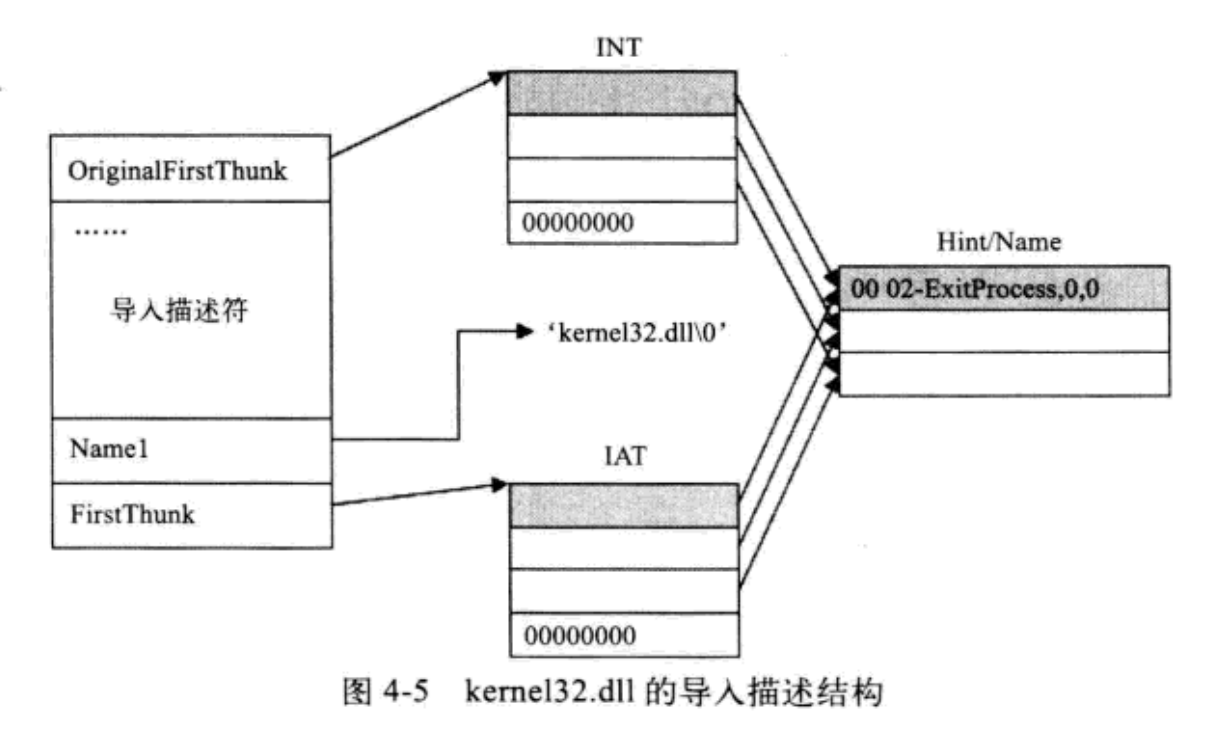 INT
OriginalFirstThunk
……
00000000
Hint/Name
00 02-ExitProcess,0,0
导入描述符
‘kernel32.dll\0’
Name1
IAT
FirstThunk
00000000
图 4-5 kernel32.dll 的导入描述结构